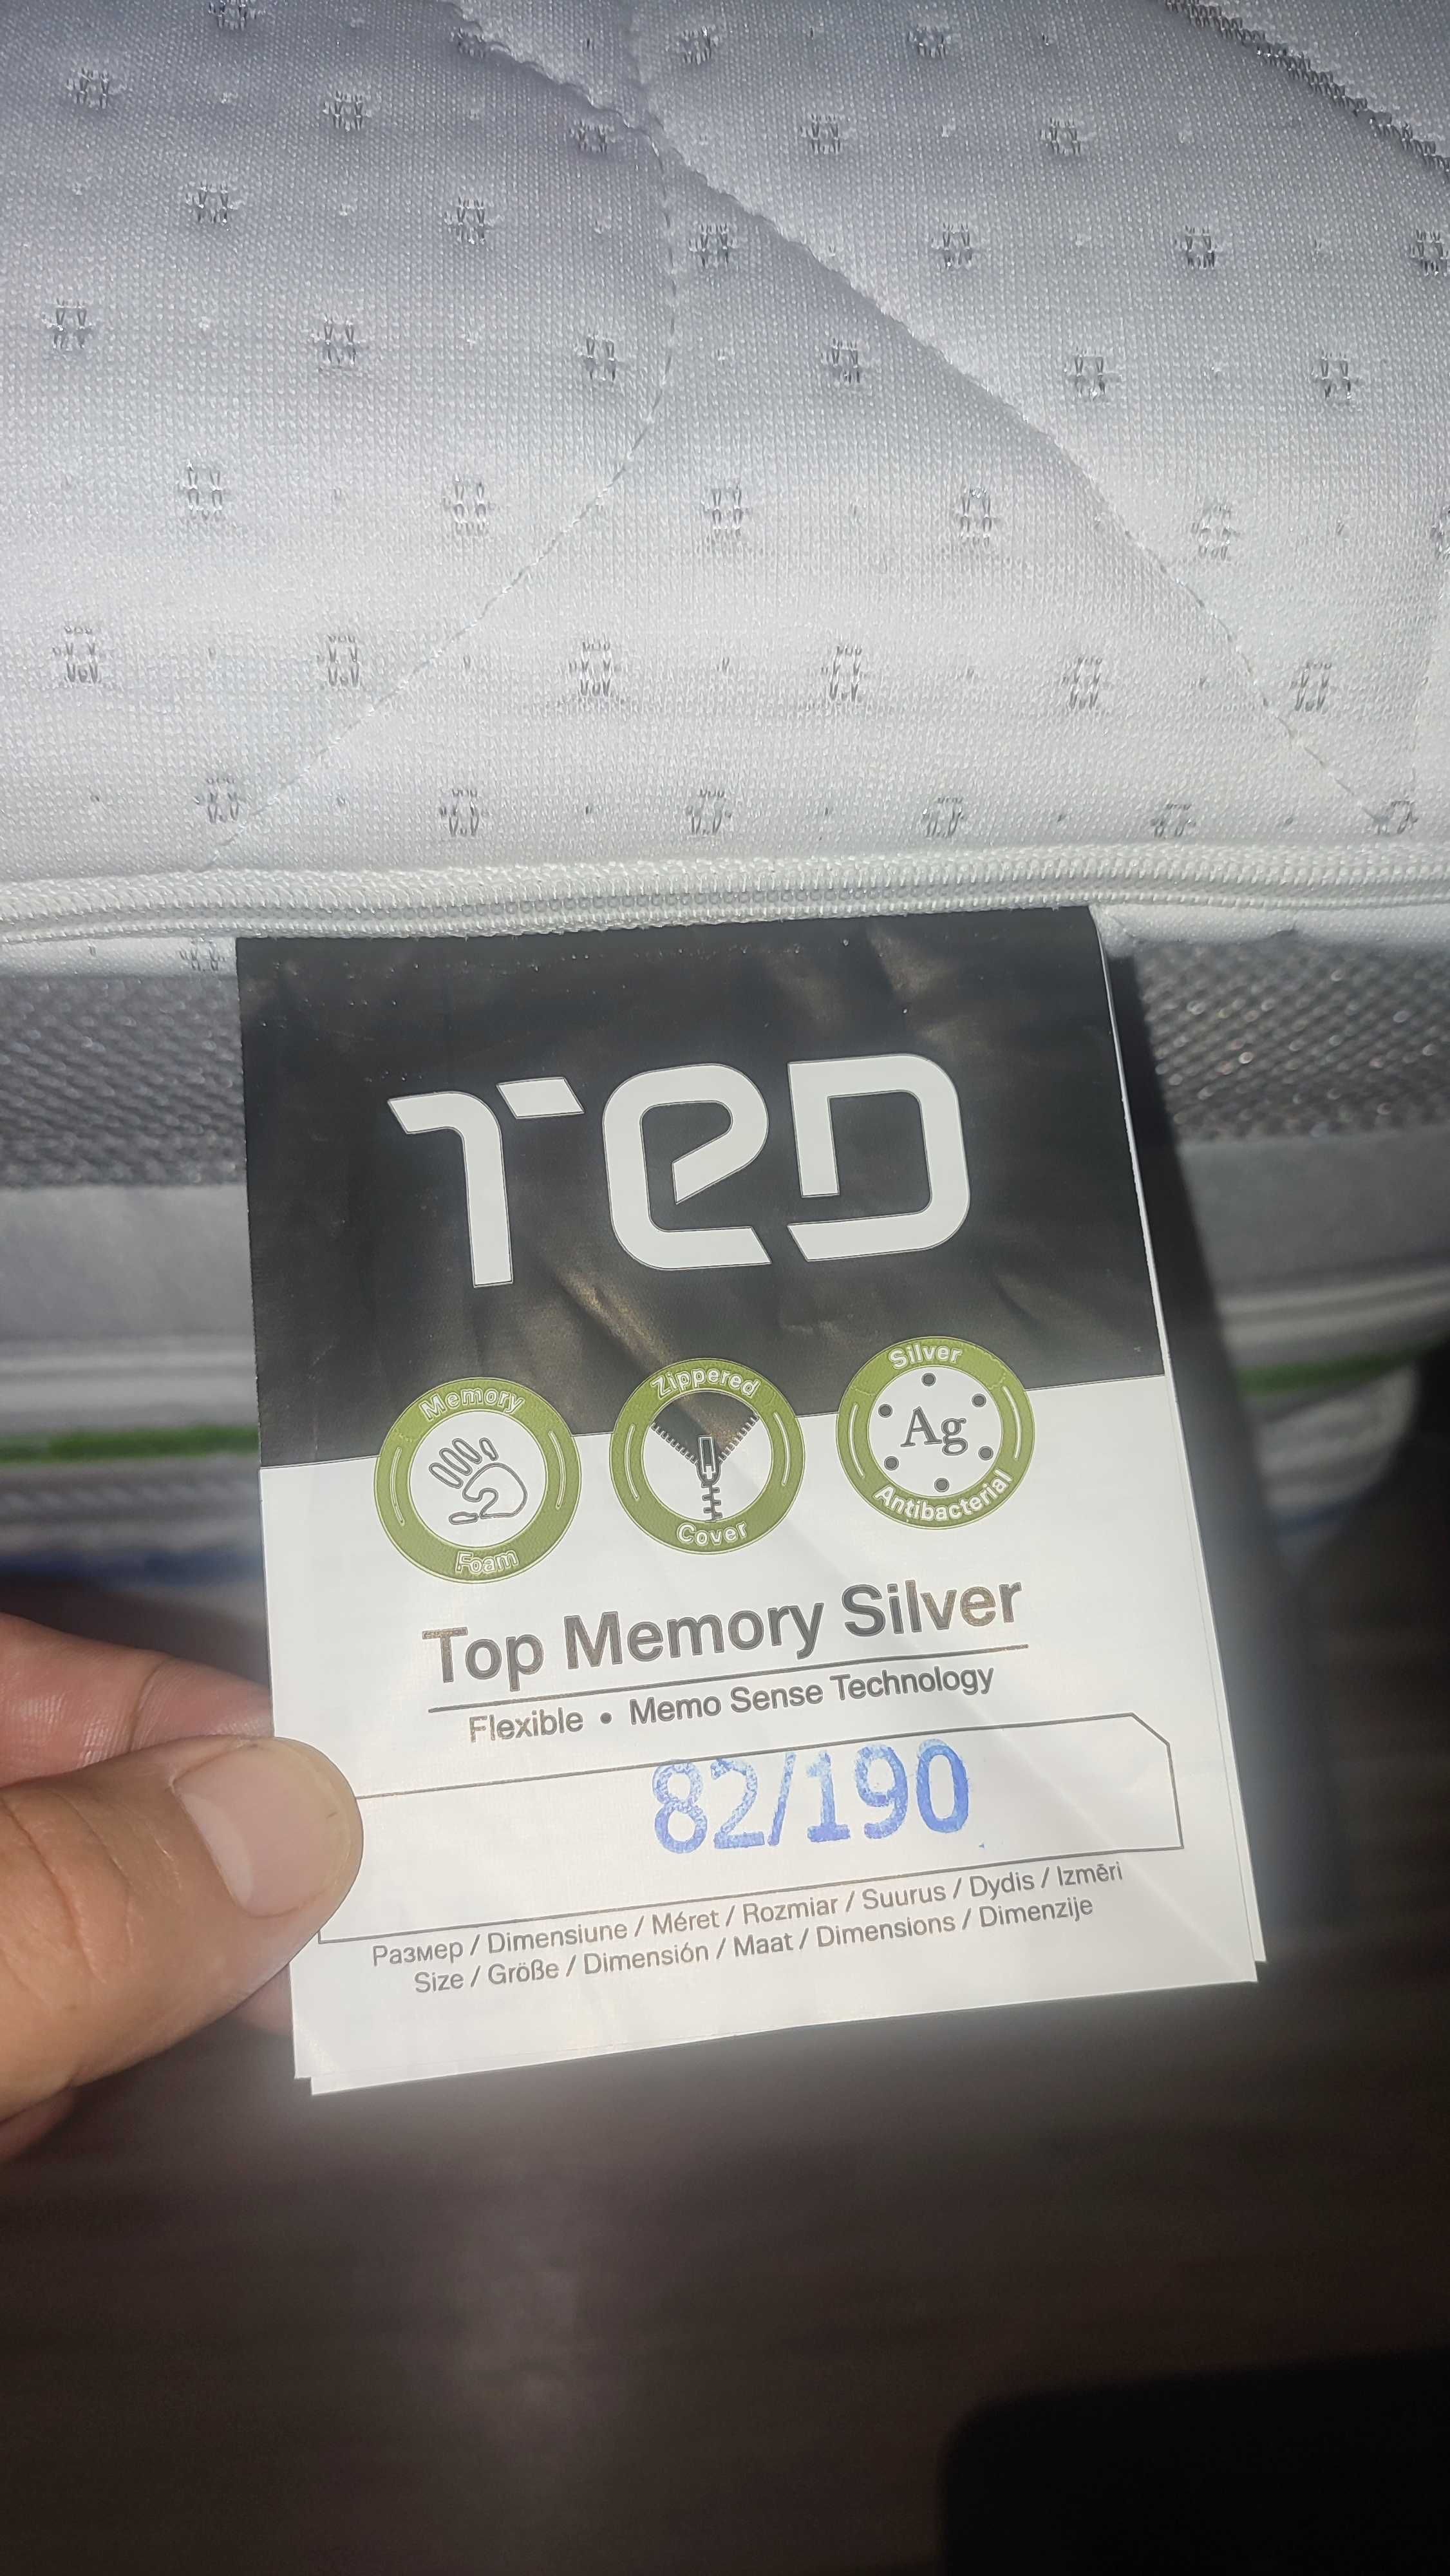 TED
Memory Foam
Zippered Cover
Silver Ag Antibacterial
Top Memory Silver
Flexible • Memo Sense Technology
82/190
Размер / Dimensiune / Méret / Rozmiar / Suurus / Dydis / Izmēri
Size / Größe / Dimensión / Maat / Dimensions / Dimenzije